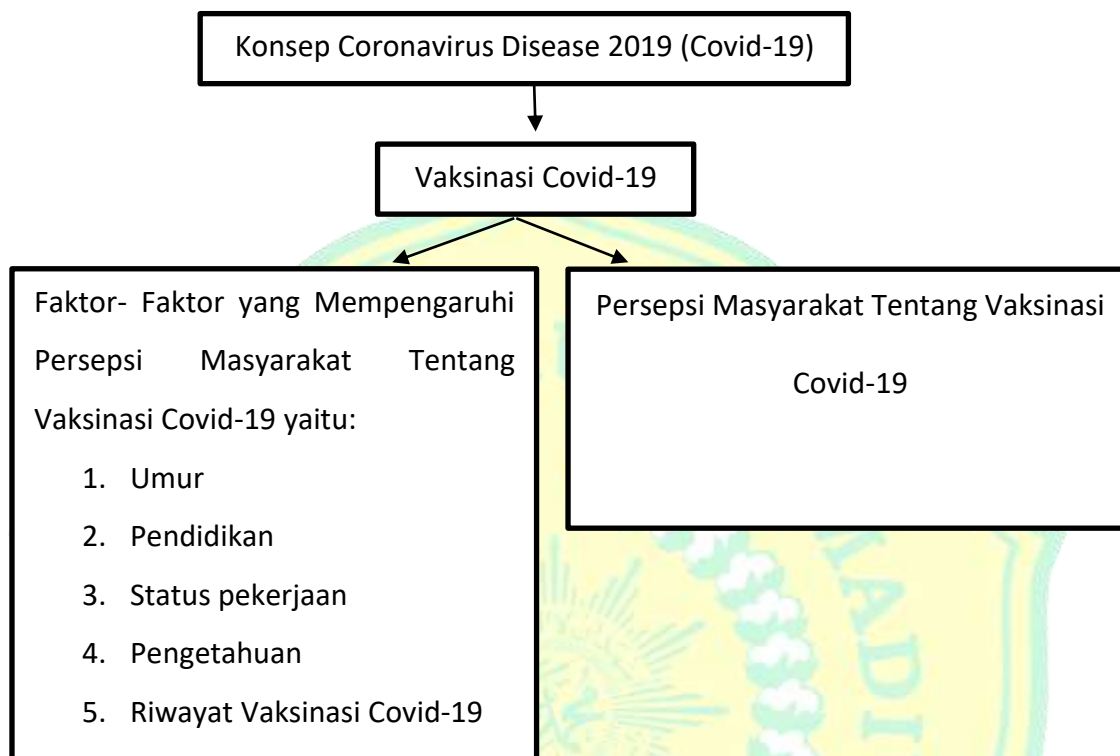 Konsep Coronavirus Disease 2019 (Covid-19)
Vaksinasi Covid-19
Faktor- Faktor yang Mempengaruhi
Persepsi Masyarakat Tentang
Vaksinasi Covid-19 yaitu:
1. Umur
2. Pendidikan
3. Status pekerjaan
4. Pengetahuan
5. Riwayat Vaksinasi Covid-19
Persepsi Masyarakat Tentang Vaksinasi
Covid-19